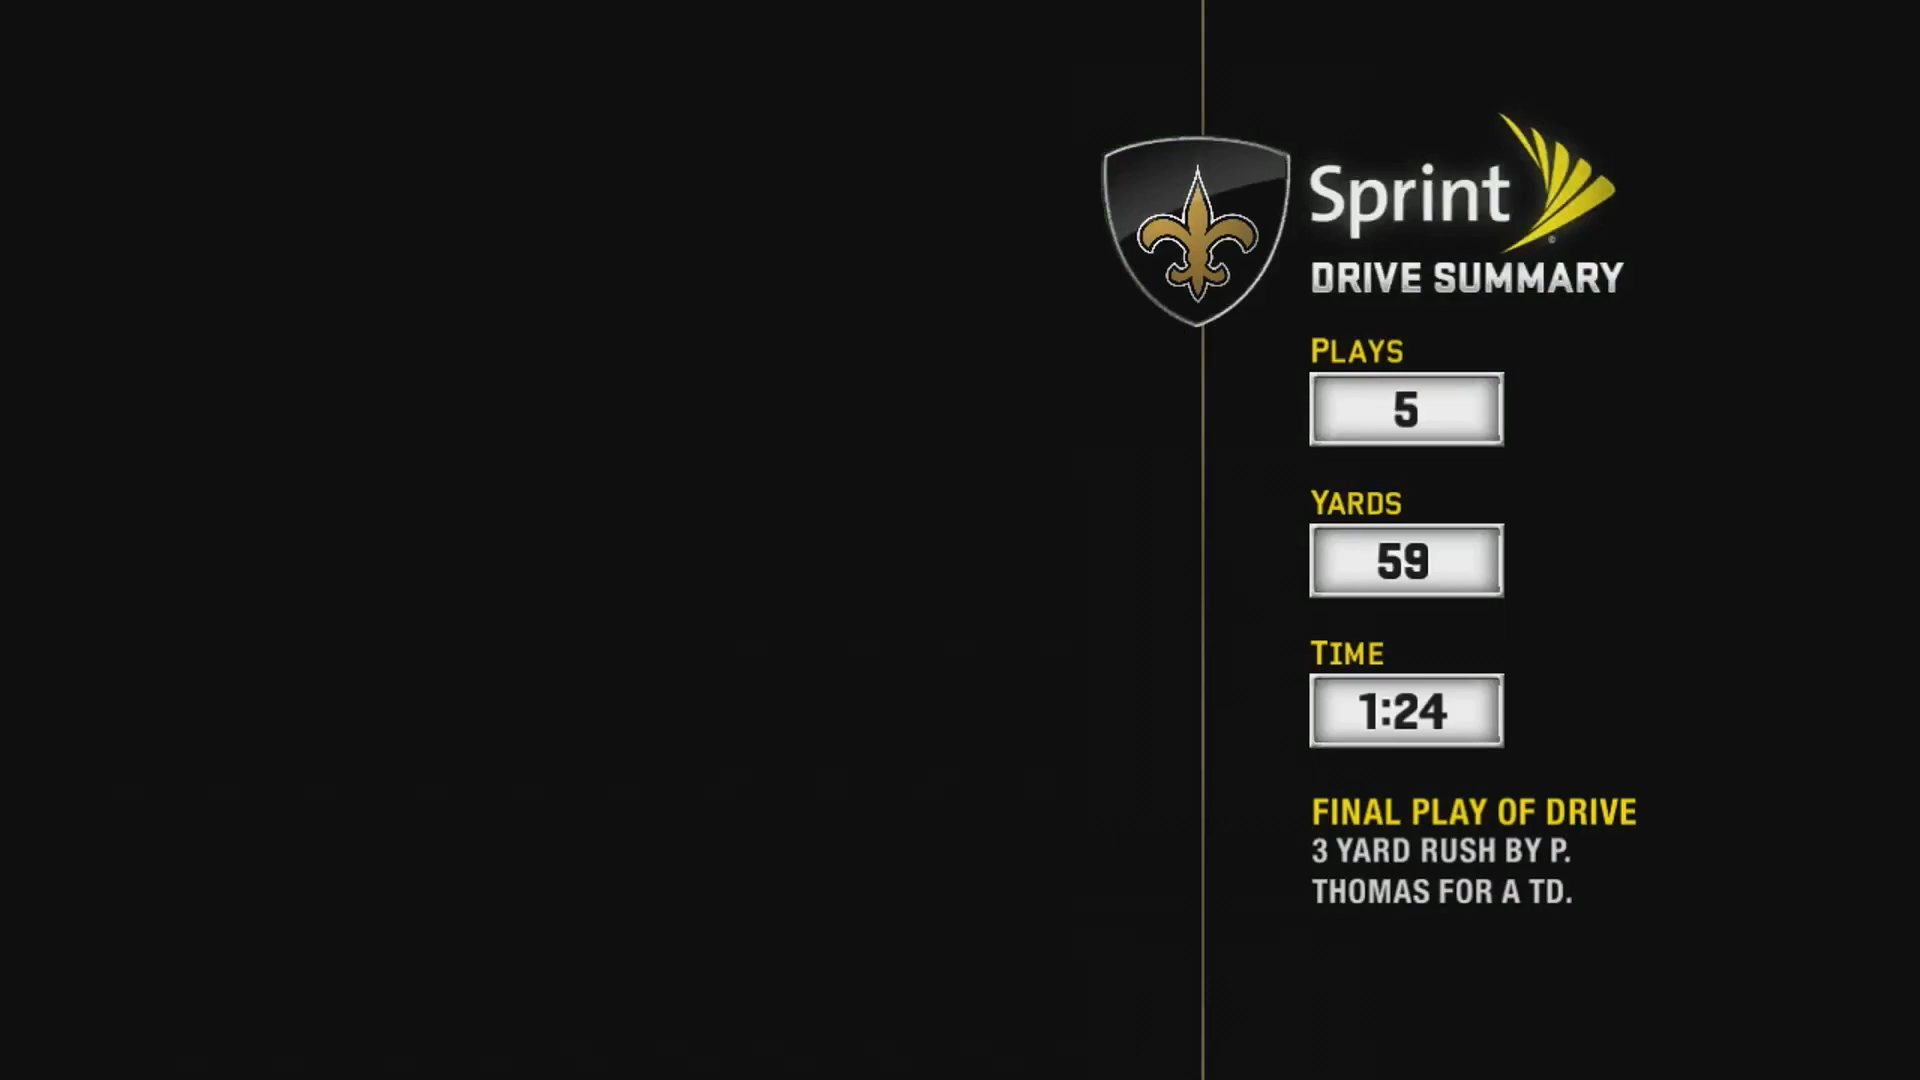 Sprint
DRIVE SUMMARY
PLAYS
5
YARDS
59
TIME
1:24
FINAL PLAY OF DRIVE
3 YARD RUSH BY P.
THOMAS FOR A TD.